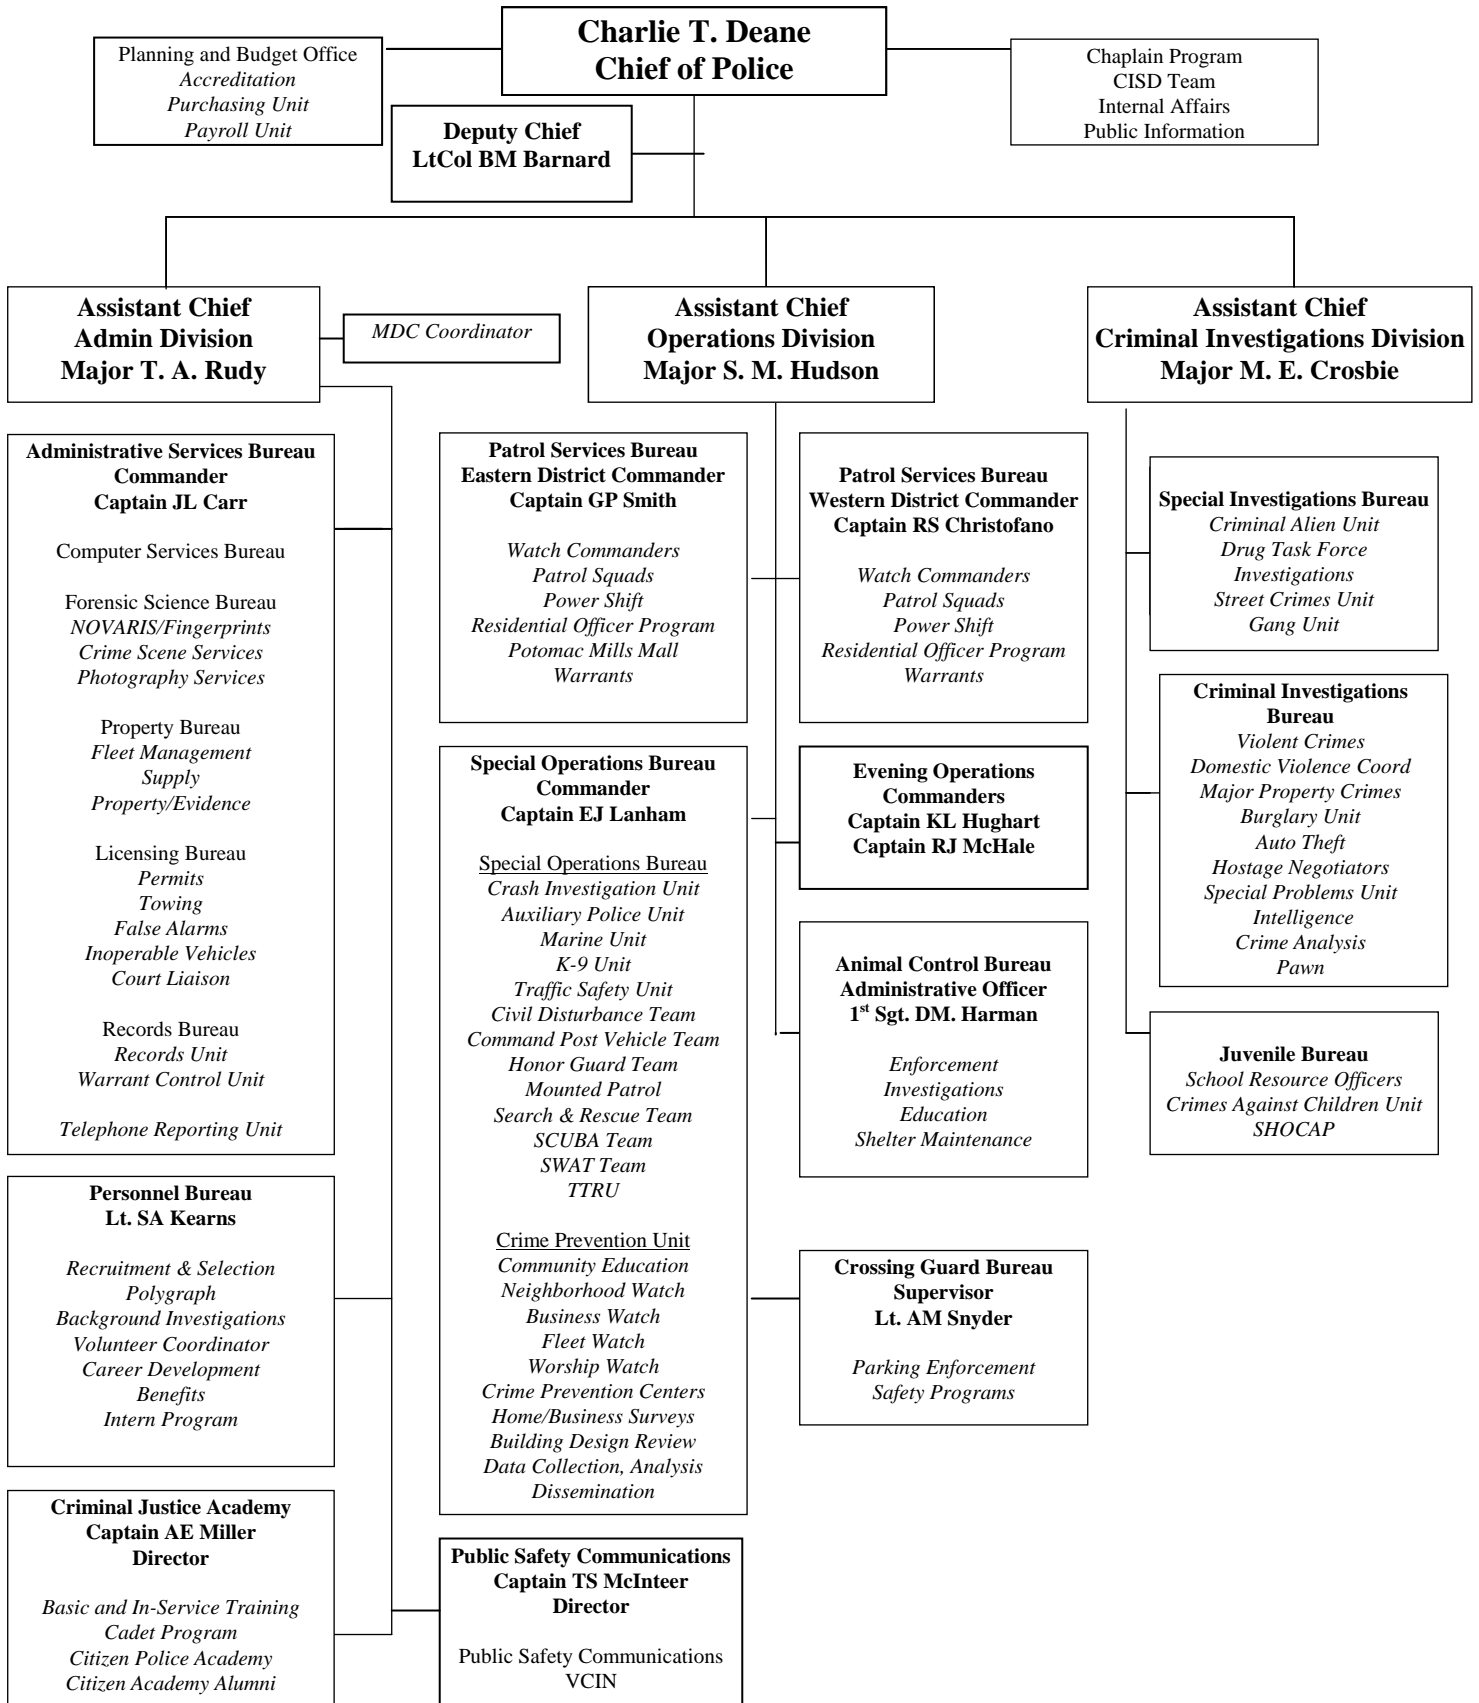 Charlie T. Deane
Chief of Police
Planning and Budget Office
Accreditation
Purchasing Unit
Payroll Unit
Chaplain Program
CISD Team
Internal Affairs
Public Information
Deputy Chief
LtCol BM Barnard
Assistant Chief
Admin Division
Major T. A. Rudy
MDC Coordinator
Assistant Chief
Operations Division
Major S. M. Hudson
Assistant Chief
Criminal Investigations Division
Major M. E. Crosbie
Administrative Services Bureau
Commander
Captain JL Carr
Computer Services Bureau
Forensic Science Bureau
NOVARIS/Fingerprints
Crime Scene Services
Photography Services
Property Bureau
Fleet Management
Supply
Property/Evidence
Licensing Bureau
Permits
Towing
False Alarms
Inoperable Vehicles
Court Liaison
Records Bureau
Records Unit
Warrant Control Unit
Telephone Reporting Unit
Personnel Bureau
Lt. SA Kearns
Recruitment & Selection
Polygraph
Background Investigations
Volunteer Coordinator
Career Development
Benefits
Intern Program
Criminal Justice Academy
Captain AE Miller
Director
Basic and In-Service Training
Cadet Program
Citizen Police Academy
Citizen Academy Alumni
Patrol Services Bureau
Eastern District Commander
Captain GP Smith
Watch Commanders
Patrol Squads
Power Shift
Residential Officer Program
Potomac Mills Mall
Warrants
Special Operations Bureau
Commander
Captain EJ Lanham
Special Operations Bureau
Crash Investigation Unit
Auxiliary Police Unit
Marine Unit
K-9 Unit
Traffic Safety Unit
Civil Disturbance Team
Command Post Vehicle Team
Honor Guard Team
Mounted Patrol
Search & Rescue Team
SCUBA Team
SWAT Team
TTRU
Crime Prevention Unit
Community Education
Neighborhood Watch
Business Watch
Fleet Watch
Worship Watch
Crime Prevention Centers
Home/Business Surveys
Building Design Review
Data Collection, Analysis
Dissemination
Public Safety Communications
Captain TS McInteer
Director
Public Safety Communications
VCIN
Patrol Services Bureau
Western District Commander
Captain RS Christofano
Watch Commanders
Patrol Squads
Power Shift
Residential Officer Program
Warrants
Evening Operations
Commanders
Captain KL Hughart
Captain RJ McHale
Animal Control Bureau
Administrative Officer
1st Sgt. DM. Harman
Enforcement
Investigations
Education
Shelter Maintenance
Crossing Guard Bureau
Supervisor
Lt. AM Snyder
Parking Enforcement
Safety Programs
Special Investigations Bureau
Criminal Alien Unit
Drug Task Force
Investigations
Street Crimes Unit
Gang Unit
Criminal Investigations
Bureau
Violent Crimes
Domestic Violence Coord
Major Property Crimes
Burglary Unit
Auto Theft
Hostage Negotiators
Special Problems Unit
Intelligence
Crime Analysis
Pawn
Juvenile Bureau
School Resource Officers
Crimes Against Children Unit
SHOCAP